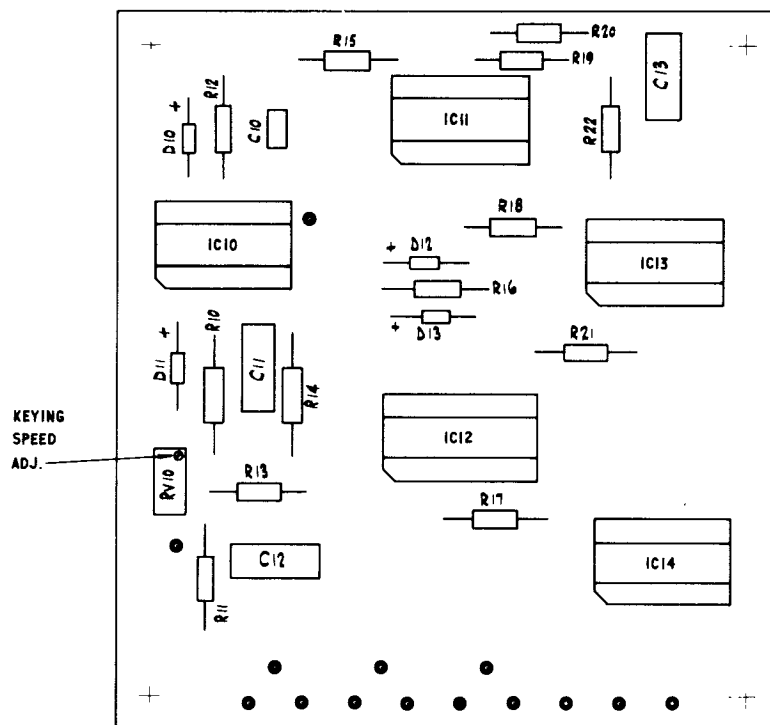 R20
R15
R19
C13
R12
+
D10
C10
IC11
R22
R18
IC10
+
D12
IC13
R16
+
D13
R10
+
D11
C11
R14
R21
KEYING
SPEED
ADJ.
IC12
R13
RV10
R17
C12
IC14
R11